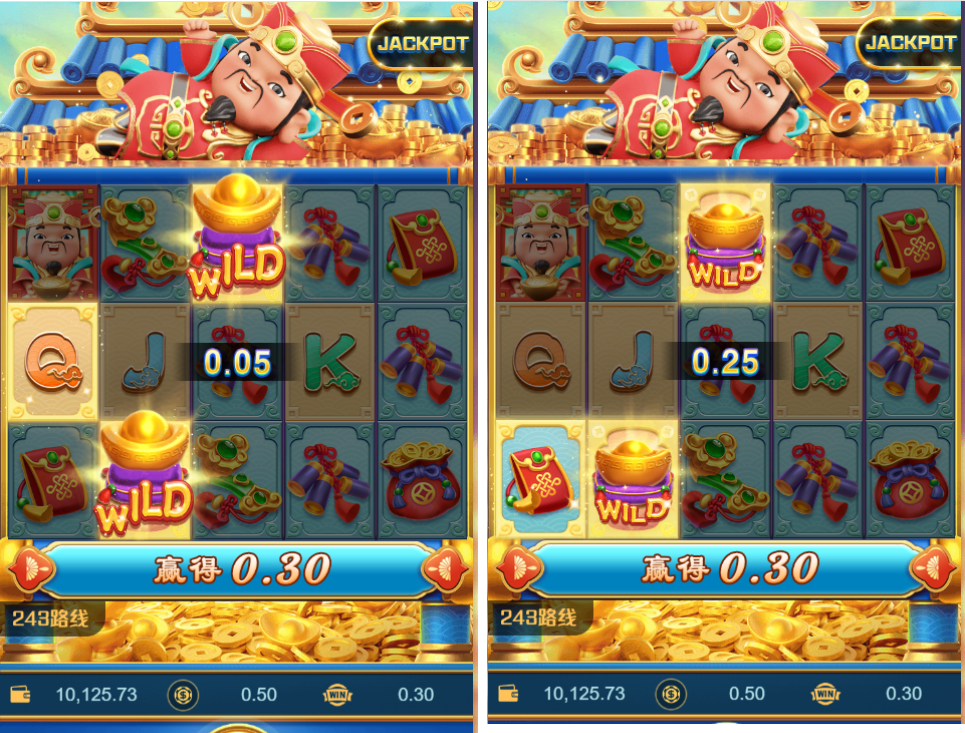 JACKPOT
WILD
Q
J
0.05
K
WILD
赢得 0.30
243路线
10,125.73
0.50
WIN
0.30
JACKPOT
WILD
Q
J
0.25
K
WILD
赢得 0.30
243路线
10,125.73
0.50
WIN
0.30